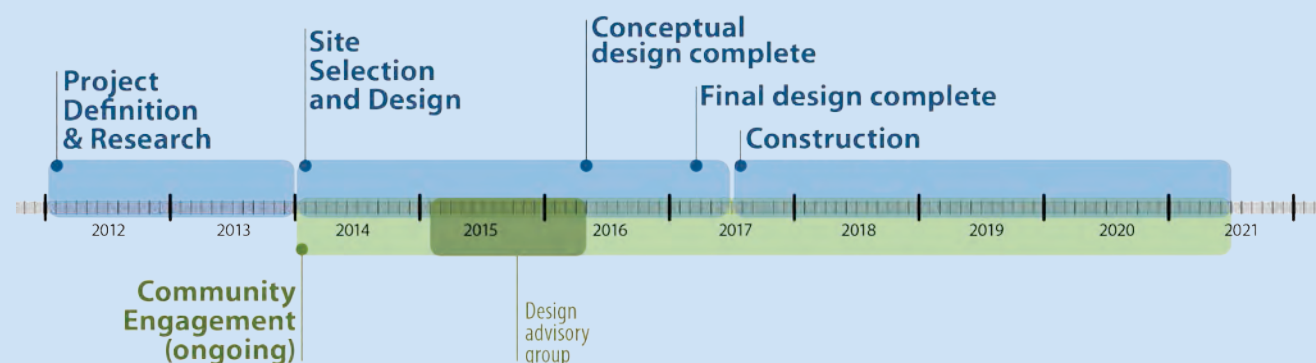 Project
Definition
& Research
Site
Selection
and Design
Conceptual
design complete
Final design complete
Construction
2012
2013
2014
2015
2016
2017
2018
2019
2020
2021
Community
Engagement
(ongoing)
Design
advisory
group